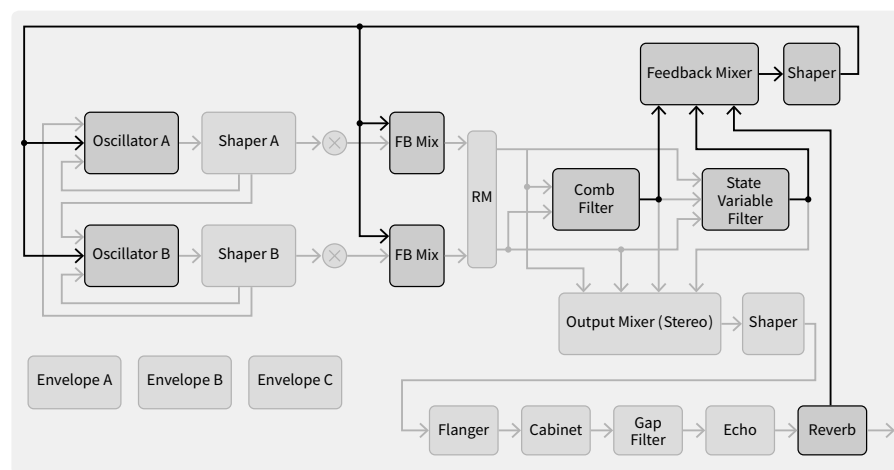 Feedback Mixer
Shaper
Oscillator A
Shaper A
FB Mix
RM
Comb
Filter
State
Variable
Filter
Oscillator B
Shaper B
FB Mix
Output Mixer (Stereo)
Shaper
Envelope A
Envelope B
Envelope C
Flanger
Cabinet
Gap
Filter
Echo
Reverb